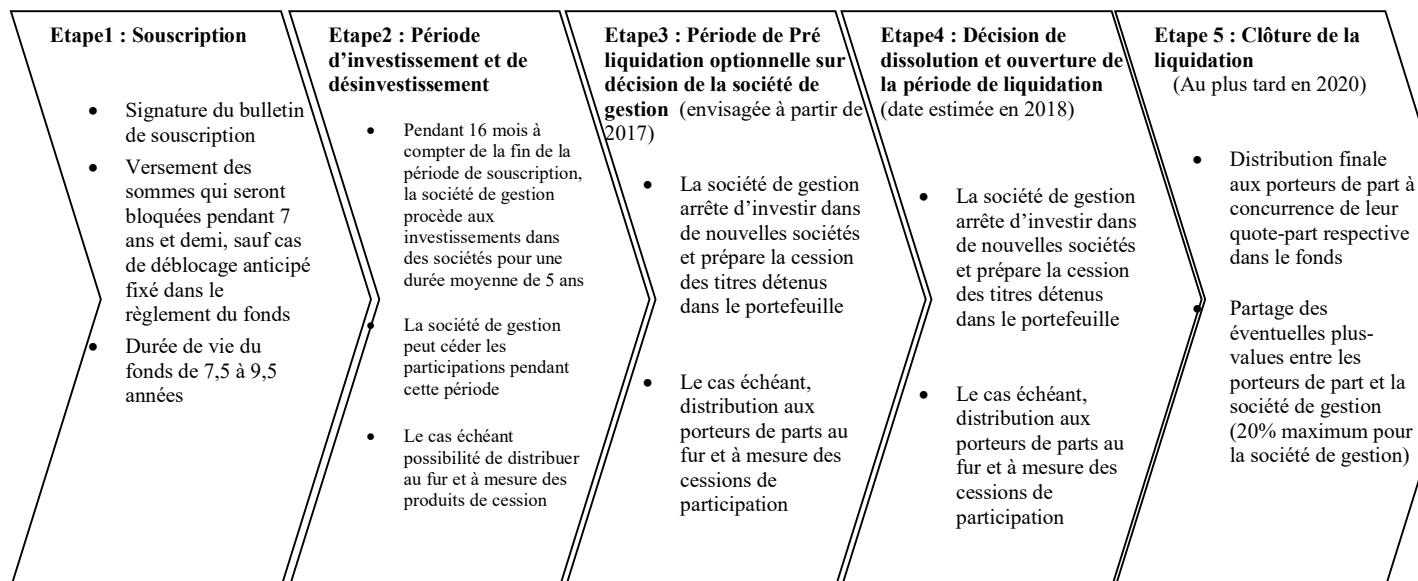 Etape1 : Souscription
• Signature du bulletin
de souscription
• Versement des
sommes qui seront
bloquées pendant 7
ans et demi, sauf cas
de déblocage anticipé
fixé dans le
règlement du fonds
• Durée de vie du
fonds de 7,5 à 9,5
années
Etape2 : Période
d’investissement et de
désinvestissement
• Pendant 16 mois à
compter de la fin de la
période de souscription,
la société de gestion
procède aux
investissements dans
des sociétés pour une
durée moyenne de 5 ans
• La société de gestion
peut céder les
participations pendant
cette période
• Le cas échéant
possibilité de distribuer
au fur et à mesure des
produits de cession
Etape3 : Période de Pré
liquidation optionnelle sur
décision de la société de
gestion (envisagée à partir de
2017)
• La société de gestion
arrête d’investir dans
de nouvelles sociétés
et prépare la cession
des titres détenus
dans le portefeuille
• Le cas échéant,
distribution aux
porteurs de parts au
fur et à mesure des
cessions de
participation
Etape4 : Décision de
dissolution et ouverture de
la période de liquidation
(date estimée en 2018)
• La société de gestion
arrête d’investir dans
de nouvelles sociétés
et prépare la cession
des titres détenus
dans le portefeuille
• Le cas échéant,
distribution aux
porteurs de parts au
fur et à mesure des
cessions de
participation
Etape 5 : Clôture de la
liquidation
(Au plus tard en 2020)
• Distribution finale
aux porteurs de part à
concurrence de leur
quote-part respective
dans le fonds
• Partage des
éventuelles plus-
values entre les
porteurs de part et la
société de gestion
(20% maximum pour
la société de gestion)